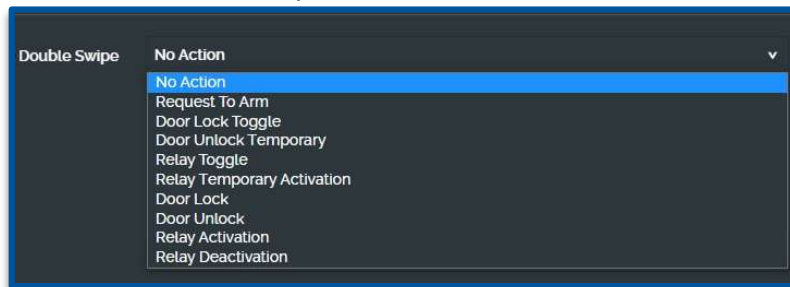 Double Swipe No Action
No Action
Request To Arm
Door Lock Toggle
Door Unlock Temporary
Relay Toggle
Relay Temporary Activation
Door Lock
Door Unlock
Relay Activation
Relay Deactivation